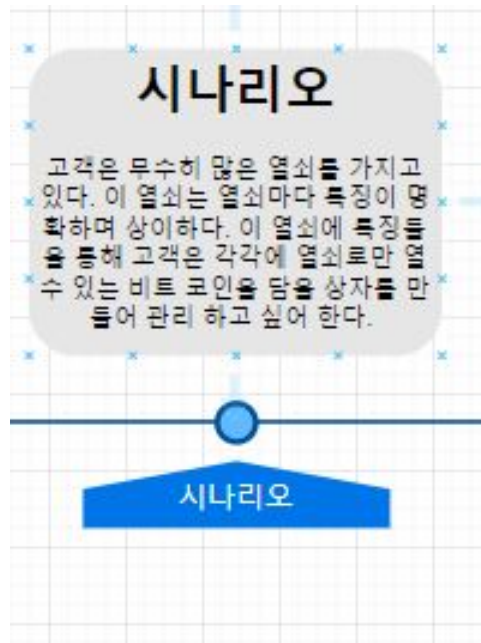 시나리오
고객은 무수히 많은 열쇠를 가지고
있다. 이 열쇠는 열쇠마다 특징이 명
확하며 상이하다. 이 열쇠에 특징들
을 통해 고객은 각각에 열쇠로만 열
수 있는 비트 코인을 담을 상자를 만
들어 관리 하고 싶어 한다.
시나리오